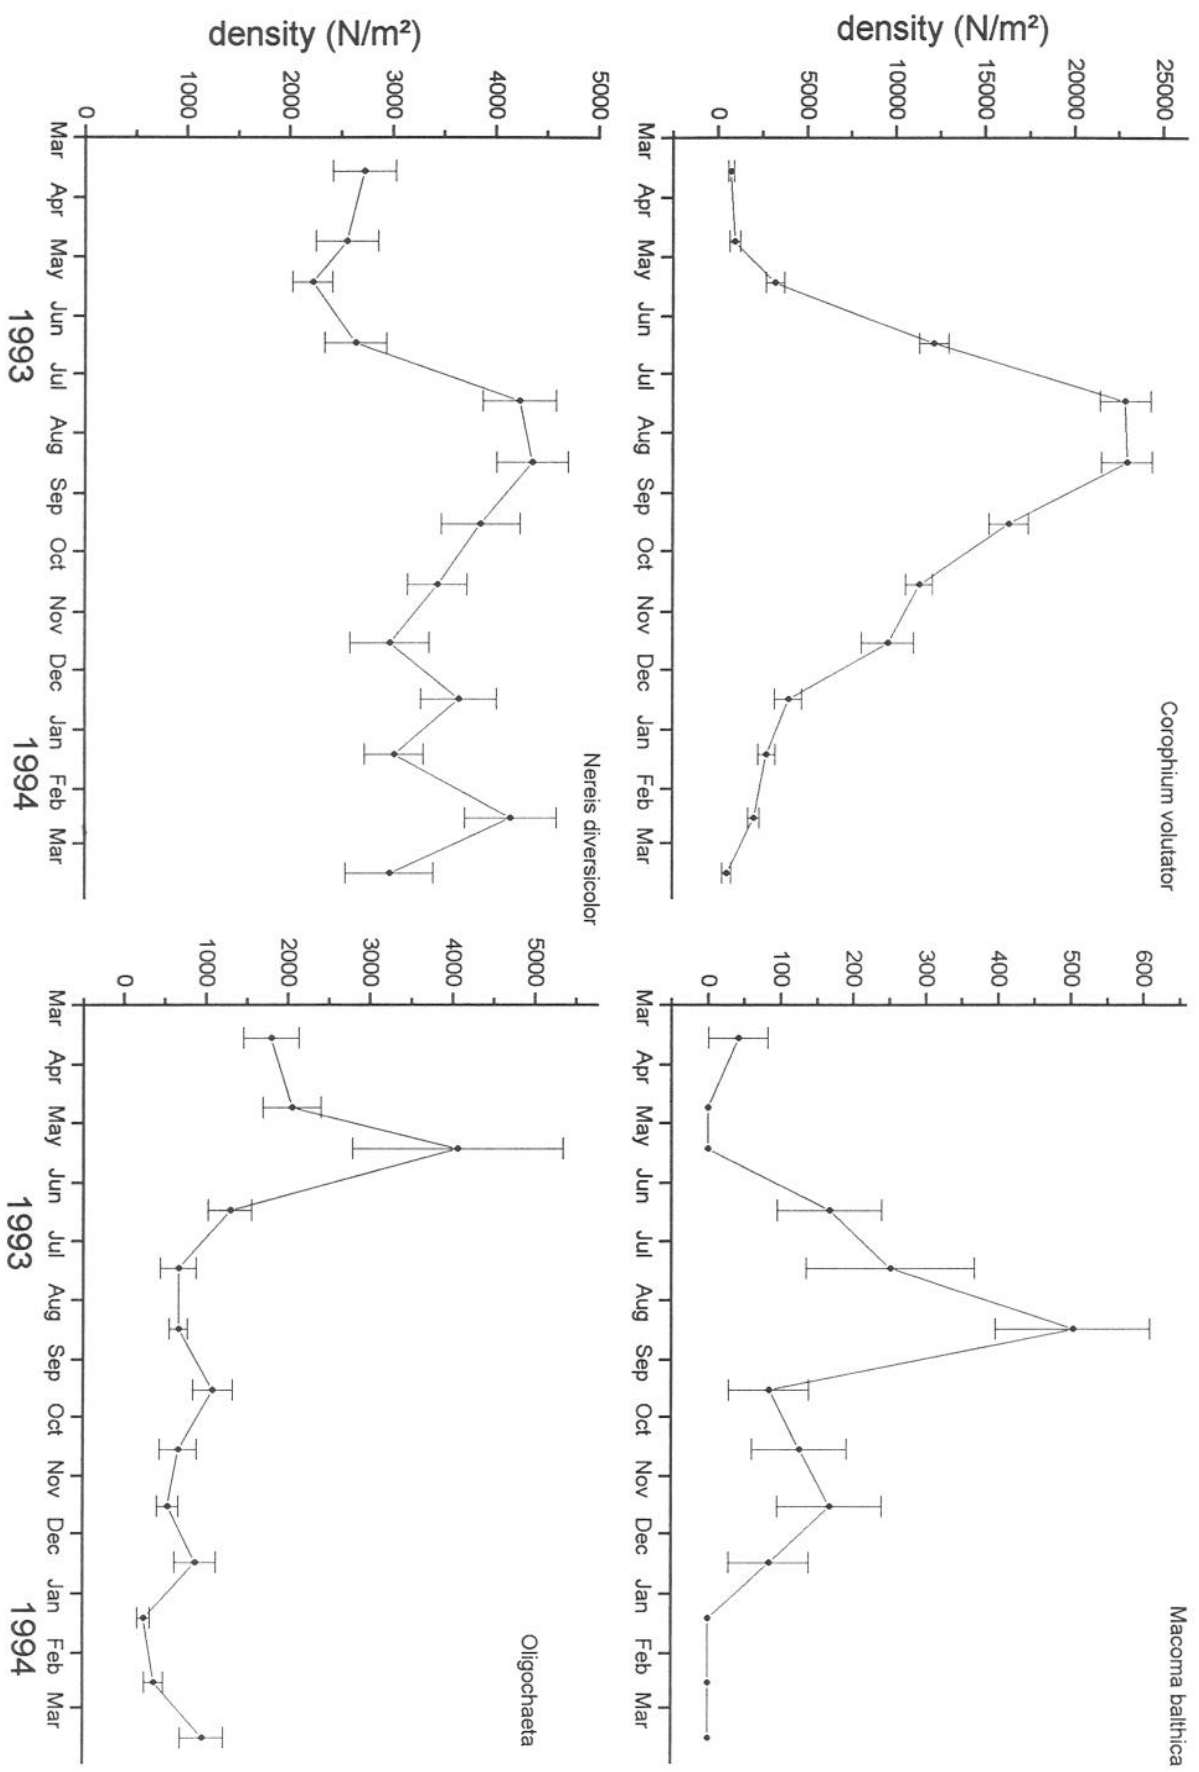 Corophium volutator
density (N/m²)
25000
20000
15000
10000
5000
0
Mar Apr May Jun Jul Aug Sep Oct Nov Dec Jan Feb Mar
Macoma balthica
600
500
400
300
200
100
0
Mar Apr May Jun Jul Aug Sep Oct Nov Dec Jan Feb Mar
Nereis diversicolor
density (N/m²)
5000
4000
3000
2000
1000
0
Mar Apr May Jun Jul Aug Sep Oct Nov Dec Jan Feb Mar
1993 1994
Oligochaeta
5000
4000
3000
2000
1000
0
Mar Apr May Jun Jul Aug Sep Oct Nov Dec Jan Feb Mar
1993 1994